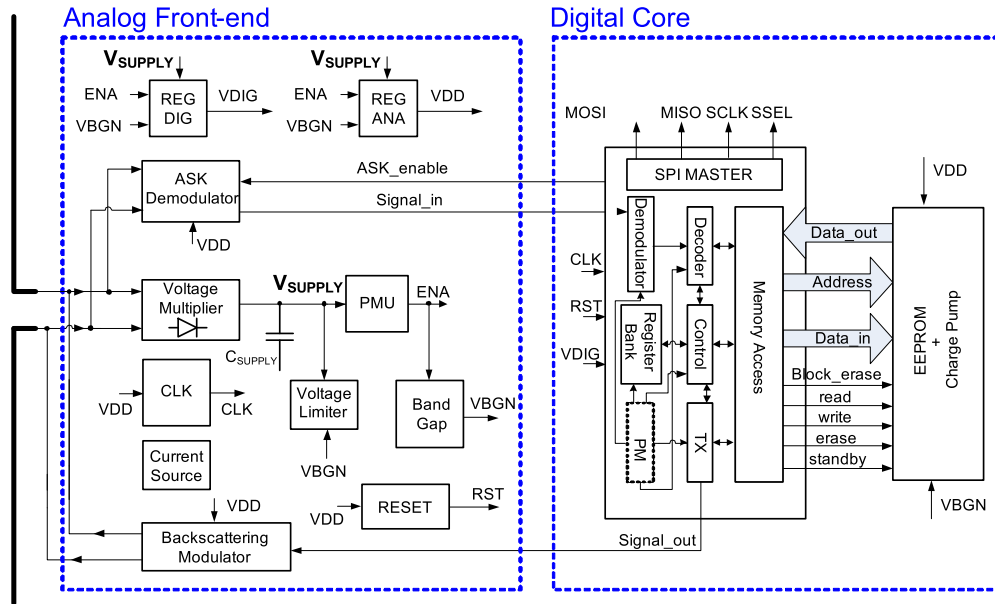 Analog Front-end
Digital Core
VSUPPLY
VSUPPLY
ENA
REG
DIG
VDIG
VBGN
ENA
REG
ANA
VDD
VBGN
MOSI
MISO
SCLK
SSEL
SPI MASTER
ASK
Demodulator
ASK_enable
Signal_in
VDD
Demodulator
Decoder
Memory Access
Data_out
VDD
CLK
Address
RST
Data_in
VDIG
Register
Bank
Control
EEPROM
+
Charge Pump
Voltage
Multiplier
VSUPPLY
PMU
ENA
CSUPPLY
Block_erase
read
write
erase
standby
CLK
VDD
CLK
Voltage
Limiter
VBGN
Band
Gap
VBGN
PM
TX
Current
Source
VDD
RESET
RST
VBGN
VDD
Backscattering
Modulator
Signal_out